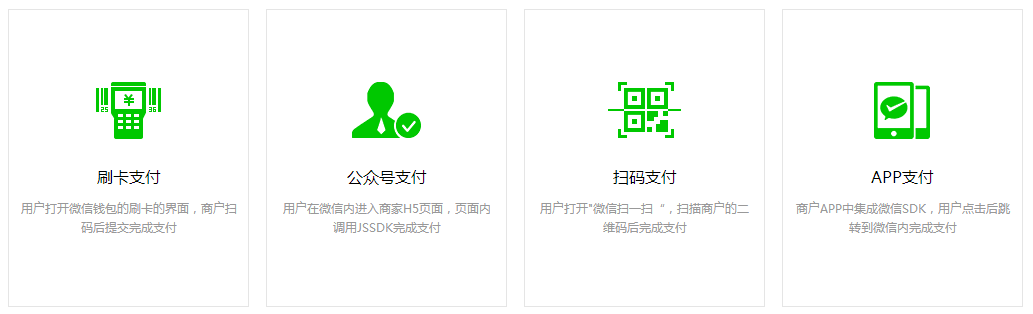 ¥
25
36
刷卡支付
用户打开微信钱包的刷卡的界面，商户扫
码后提交完成支付
公众号支付
用户在微信内进入商家H5页面，页面内
调用JSSDK完成支付
扫码支付
用户打开"微信扫一扫“，扫描商户的二
维码后完成支付
APP支付
商户APP中集成微信SDK，用户点击后跳
转到微信内完成支付